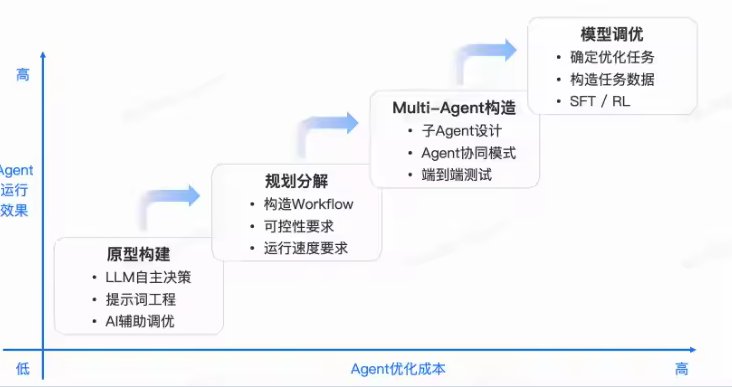 模型调优
• 确定优化任务
• 构造任务数据
• SFT / RL
高
Multi-Agent构造
• 子Agent设计
• Agent协同模式
• 端到端测试
Agent
运行
效果
规划分解
• 构造Workflow
• 可控性要求
• 运行速度要求
原型构建
• LLM自主决策
• 提示词工程
• AI辅助调优
低
Agent优化成本
高